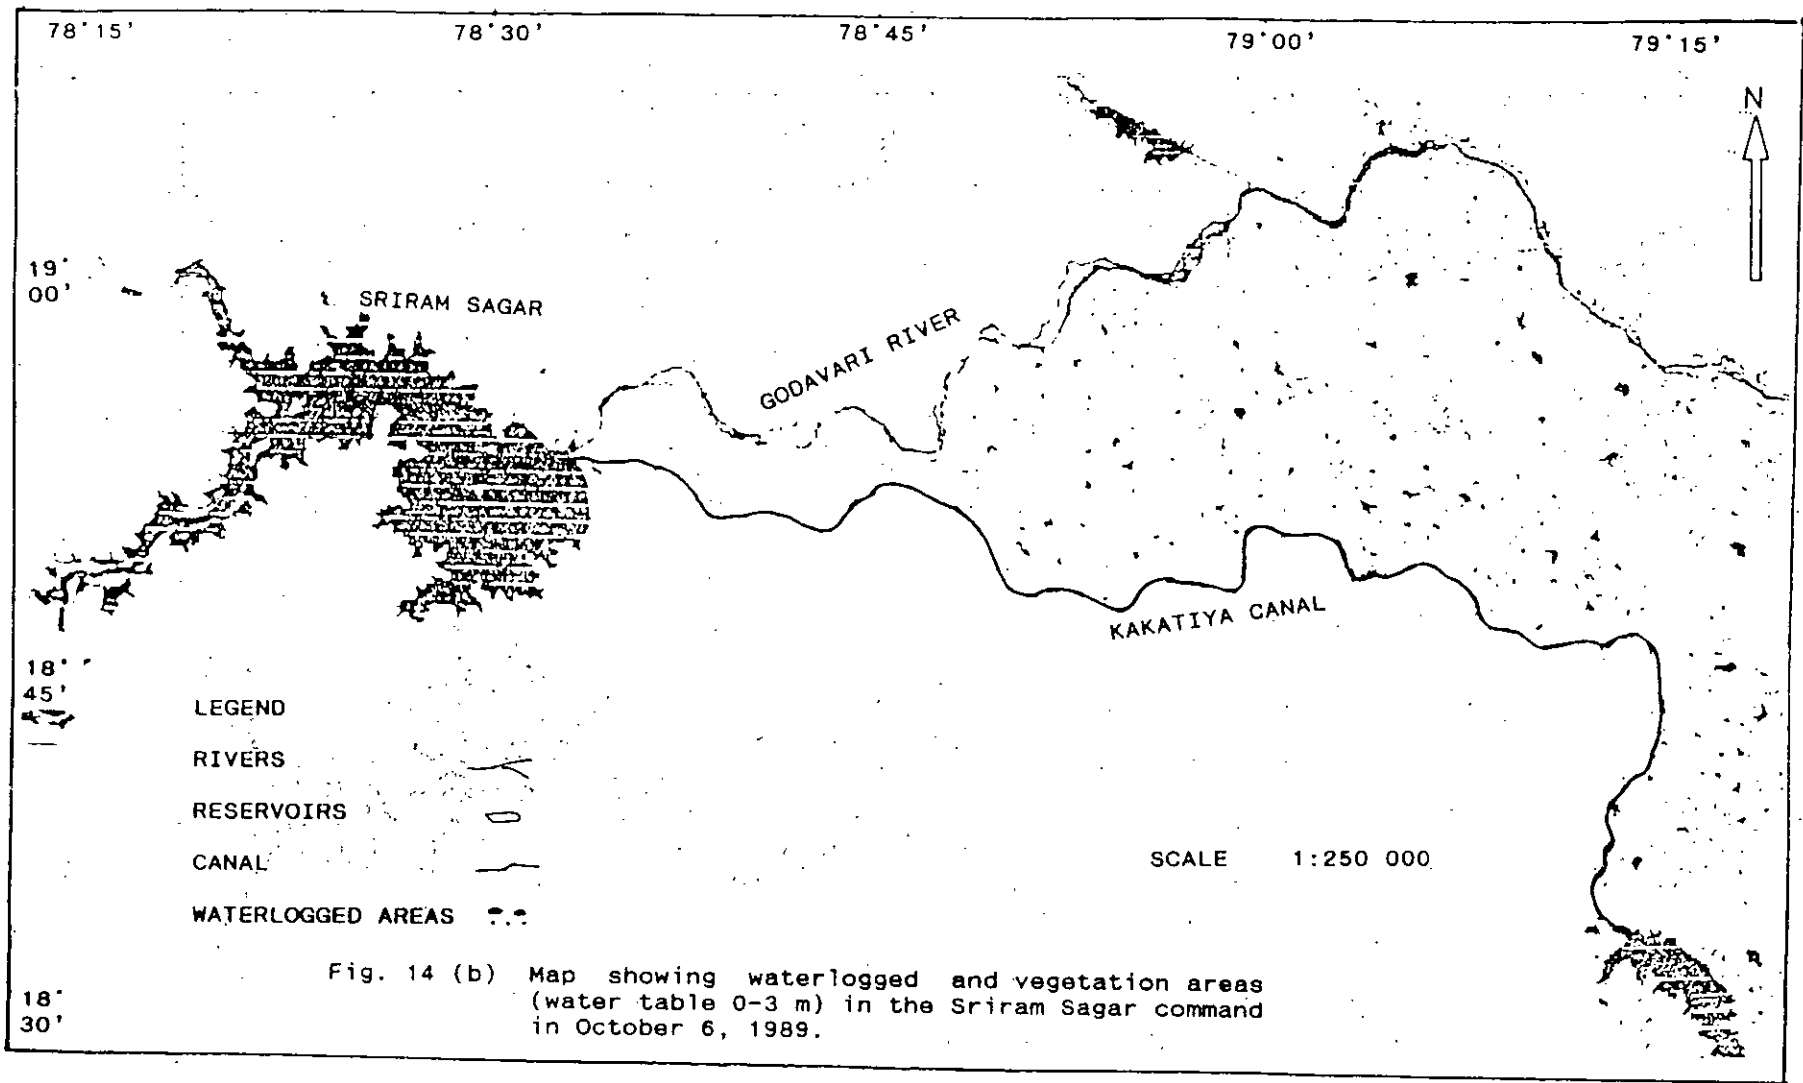 78°15' 78°30' 78°45' 79°00' 79°15'
N
19°
00'
SRIRAM SAGAR
GODAVARI RIVER
KAKATIYA CANAL
18°
45'
LEGEND
RIVERS
RESERVOIRS
CANAL
SCALE 1:250 000
WATERLOGGED AREAS
Fig. 14 (b) Map showing waterlogged and vegetation areas
(water table 0-3 m) in the Sriram Sagar command
in October 6, 1989.
18°
30'